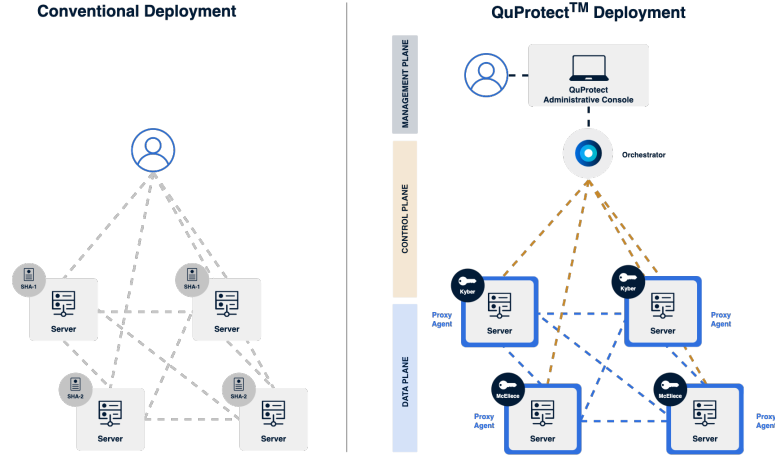 Conventional Deployment
SHA-1
Server
SHA-1
Server
SHA-2
Server
SHA-2
Server
QuProtect™ Deployment
MANAGEMENT PLANE
QuProtect
Administrative Console
CONTROL PLANE
Orchestrator
DATA PLANE
Kyber
Server
Proxy
Agent
Kyber
Server
Proxy
Agent
McEllece
Server
Proxy
Agent
McEllece
Server
Proxy
Agent